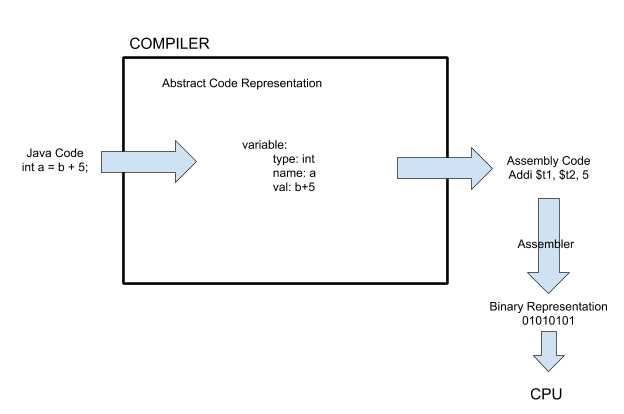 COMPILER
Abstract Code Representation
Java Code
int a = b + 5;
variable:
type: int
name: a
val: b+5
Assembly Code
Addi $t1, $t2, 5
Assembler
Binary Representation
01010101
CPU